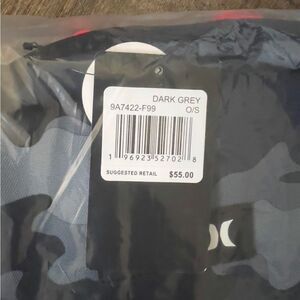 DARK GREY
9A7422-F99 O/S
1 96923 52702 8
SUGGESTED RETAIL $55.00